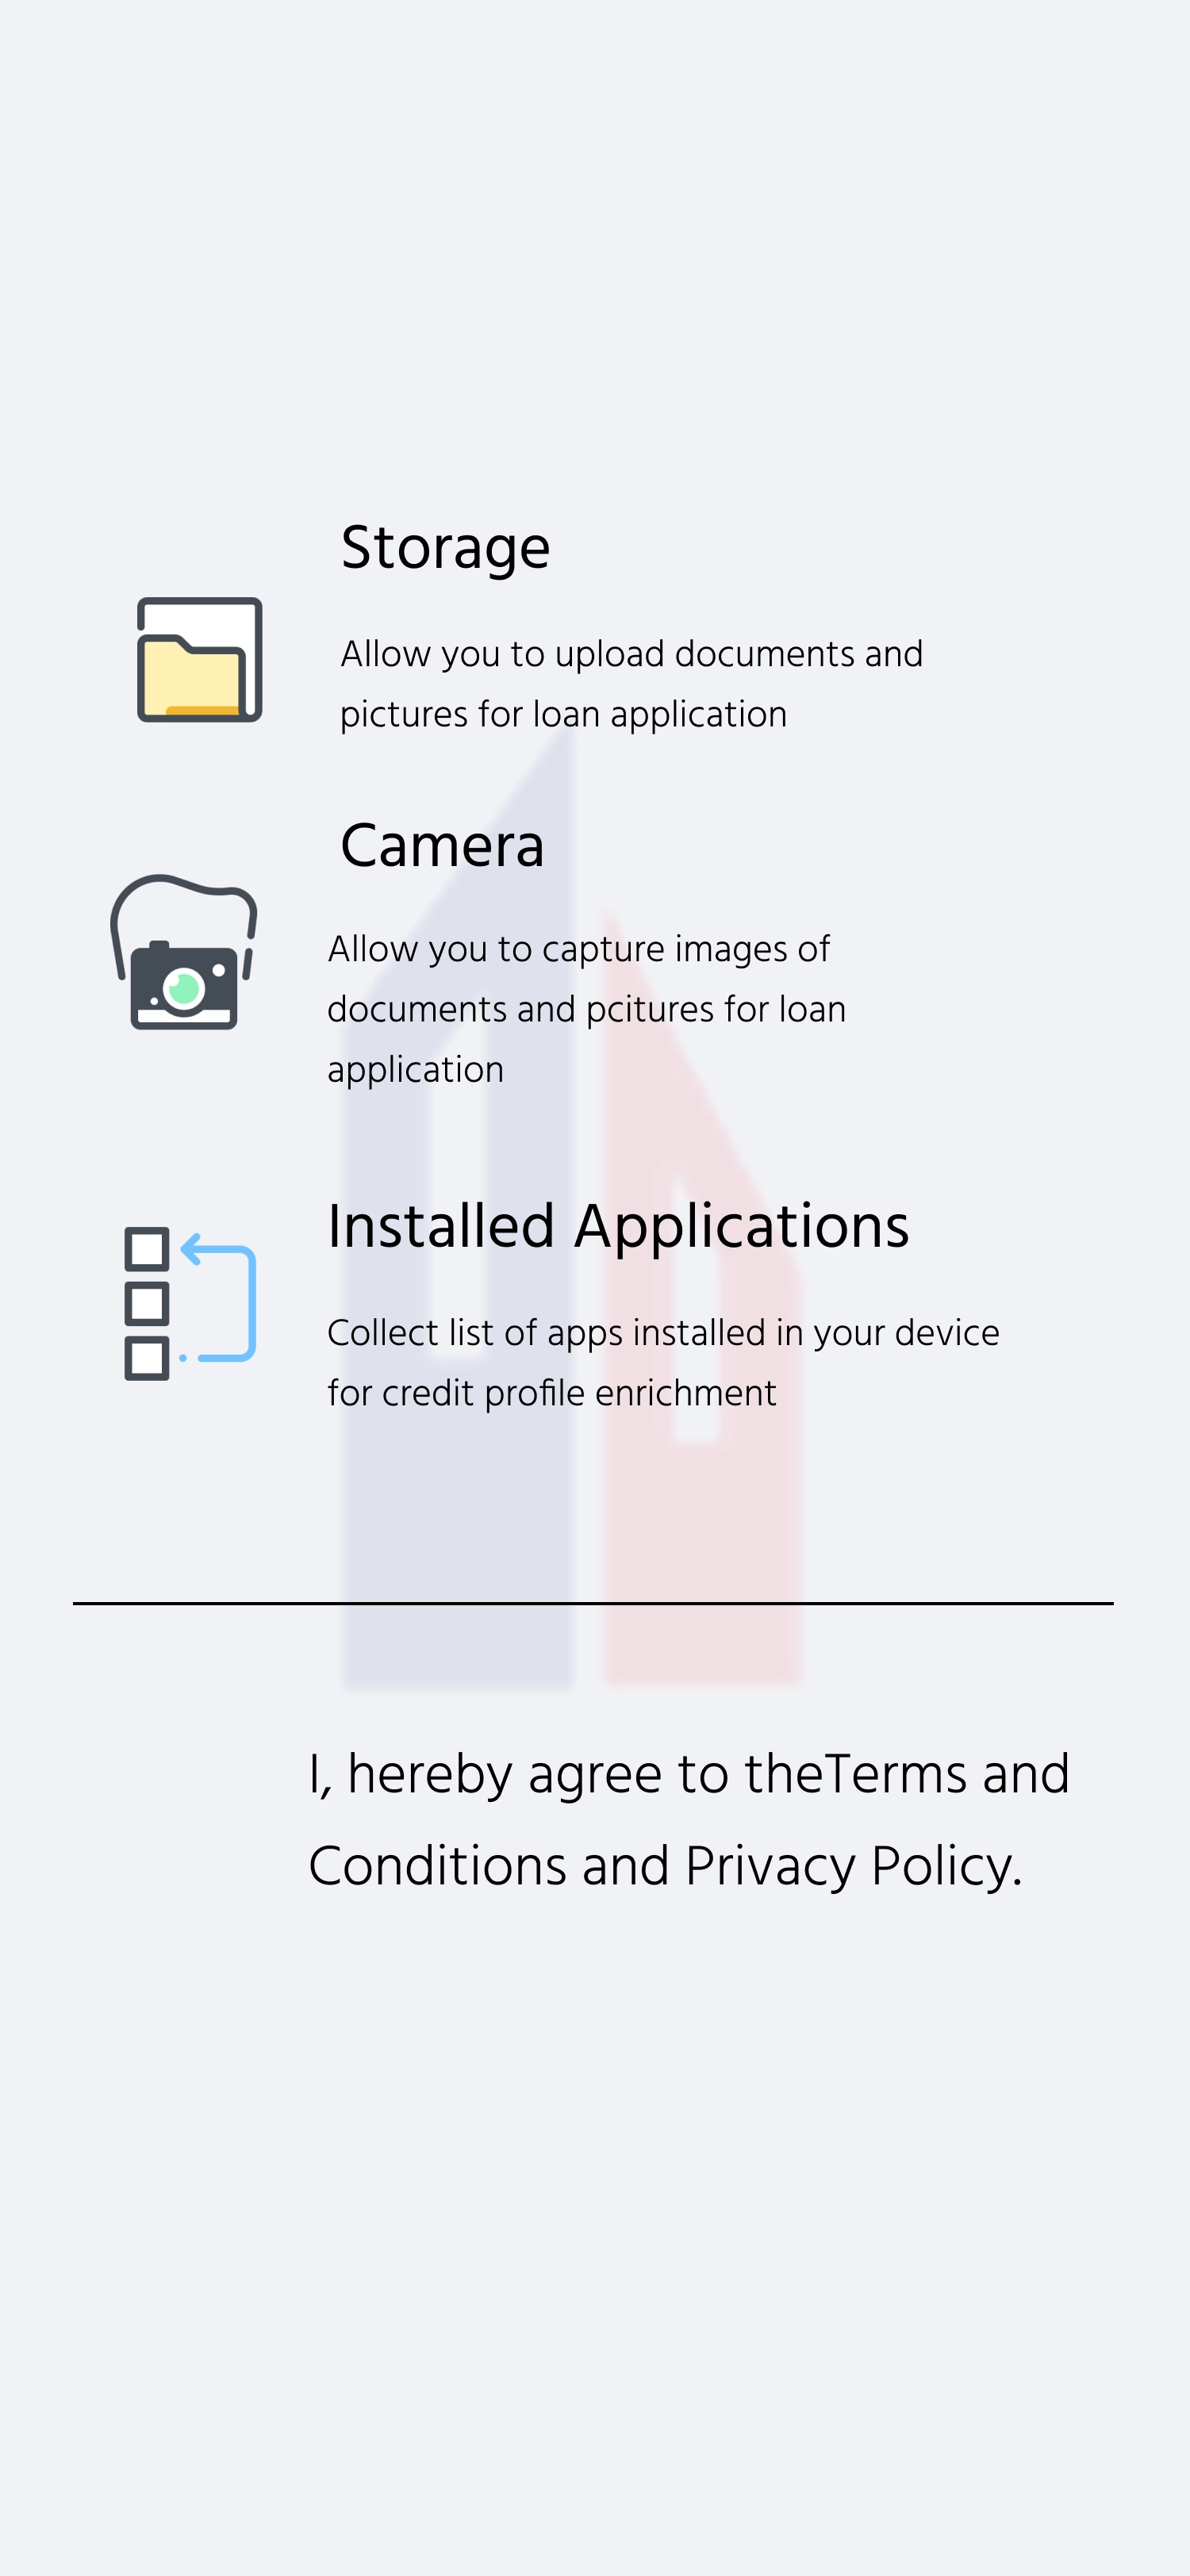 Storage
Allow you to upload documents and
pictures for loan application
Camera
Allow you to capture images of
documents and pcitures for loan
application
Installed Applications
Collect list of apps installed in your device
for credit profile enrichment
I, hereby agree to theTerms and
Conditions and Privacy Policy.